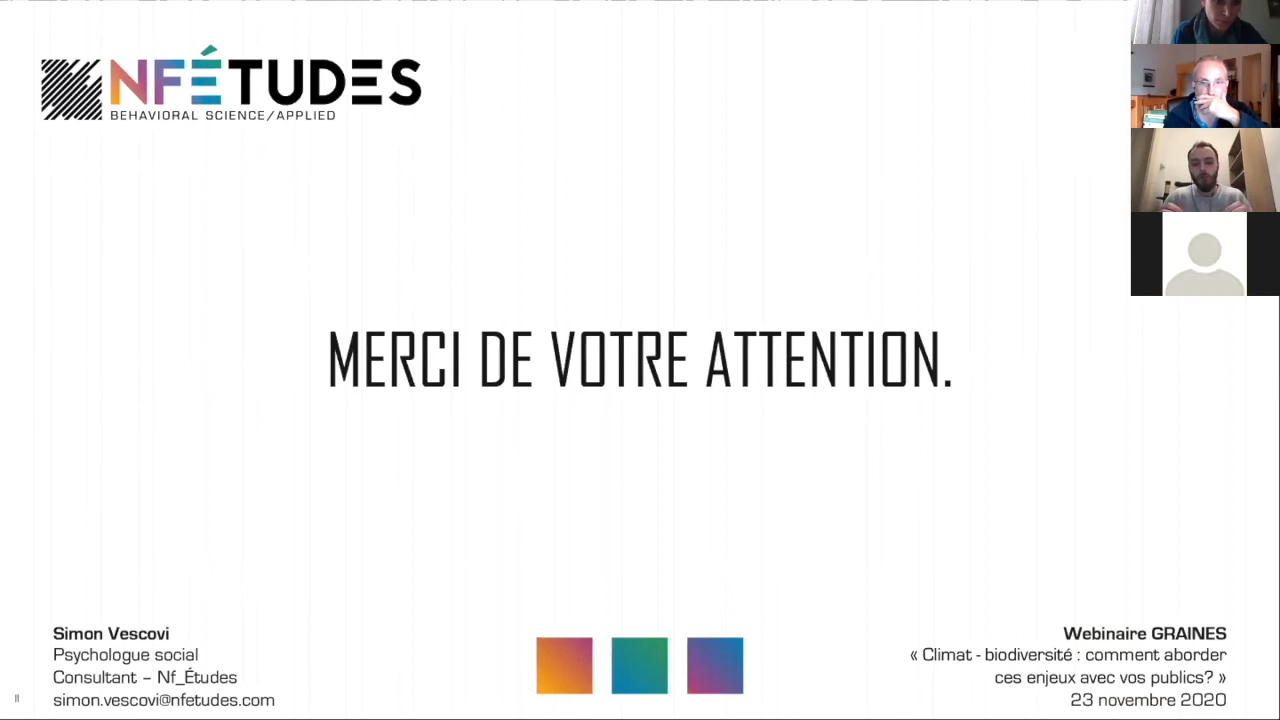 NFÉTUDES
BEHAVIORAL SCIENCE/APPLIED
MERCI DE VOTRE ATTENTION.
Simon Vescovi
Psychologue social
Consultant – Nf_Études
simon.vescovi@nfetudes.com
Webinaire GRAINES
« Climat - biodiversité : comment aborder
ces enjeux avec vos publics? »
23 novembre 2020